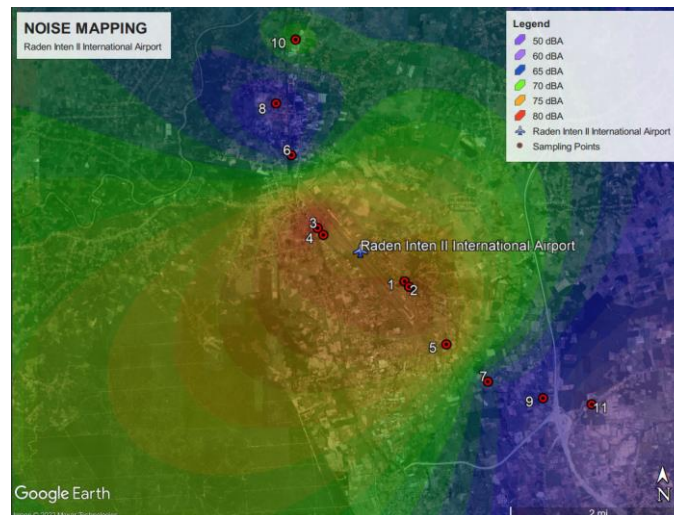 NOISE MAPPING
Raden Inten II International Airport
Legend
50 dBA
60 dBA
65 dBA
70 dBA
75 dBA
80 dBA
Raden Inten II International Airport
Sampling Points
10
8
6
3
4
Raden Inten II International Airport
1
2
5
7
9
11
Google Earth
N
2 mi